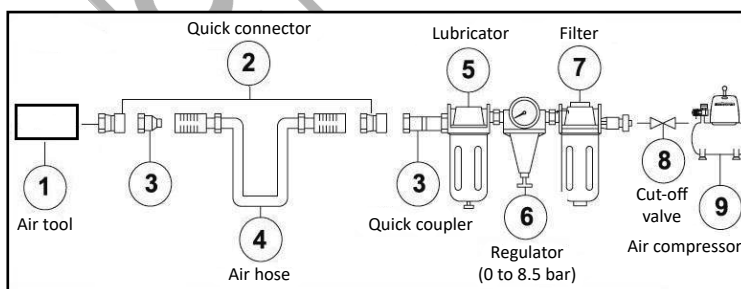 Quick connector
2
Lubricator
5
Filter
7
1
Air tool
3
4
Air hose
3
Quick coupler
6
Regulator
(0 to 8.5 bar)
8
Cut-off
valve
9
Air compressor